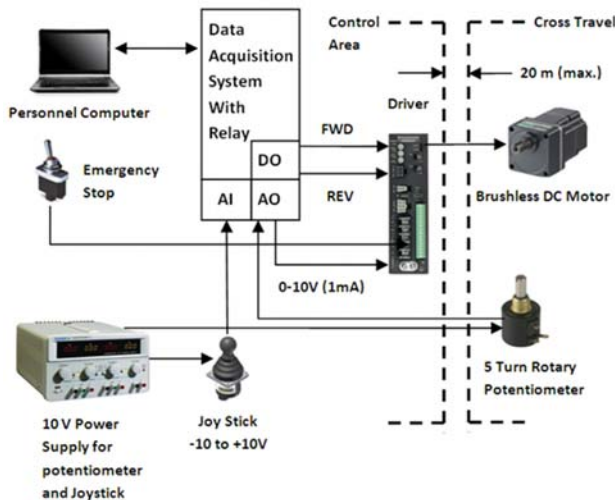 Data
Acquisition
System
With
Relay
DO
AI
AO
Personnel Computer
Emergency
Stop
Control
Area
Cross Travel
20 m (max.)
Driver
FWD
REV
Brushless DC Motor
0-10V (1mA)
5 Turn Rotary
Potentiometer
10 V Power
Supply for
potentiometer
and Joystick
Joy Stick
-10 to +10V